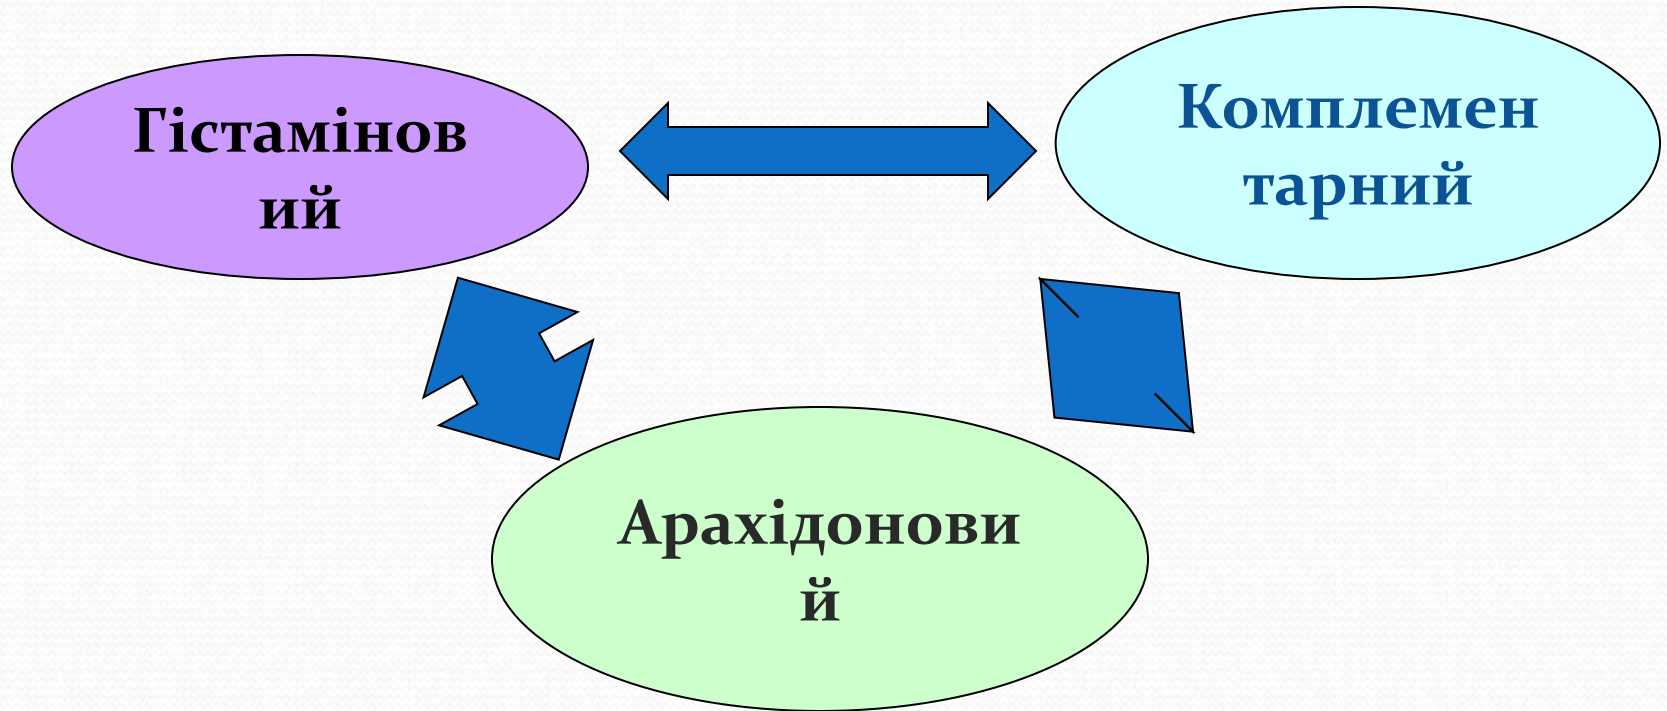 Гістамінов
ий
Комплемен
тарний
Арахідонови
й